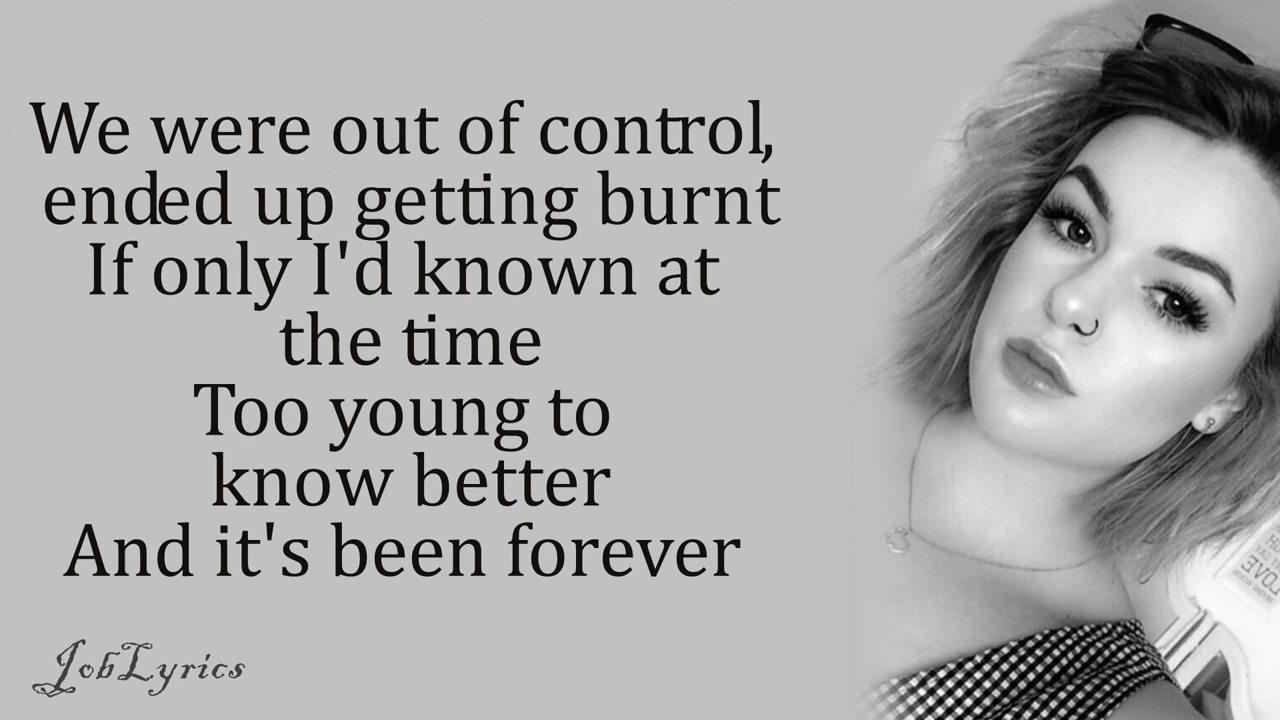 We were out of control,
ended up getting burnt
If only I'd known at
the time
Too young to
know better
And it's been forever
JobLyrics
LOVE